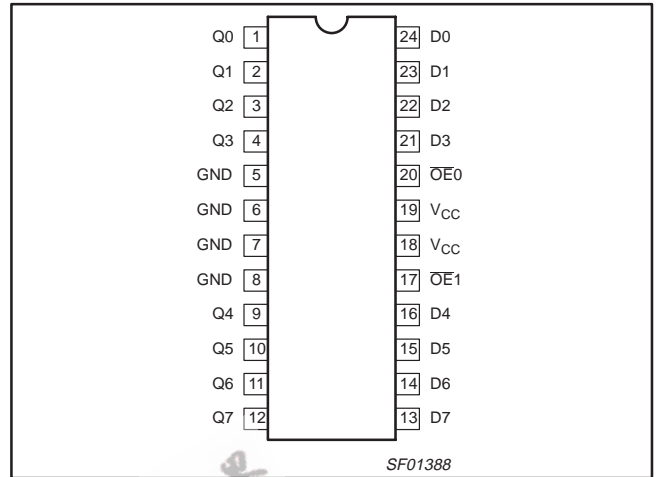 Q0 1 24 D0
Q1 2 23 D1
Q2 3 22 D2
Q3 4 21 D3
GND 5 20 O̅E̅0
GND 6 19 VCC
GND 7 18 VCC
GND 8 17 O̅E̅1
Q4 9 16 D4
Q5 10 15 D5
Q6 11 14 D6
Q7 12 13 D7
SF01388